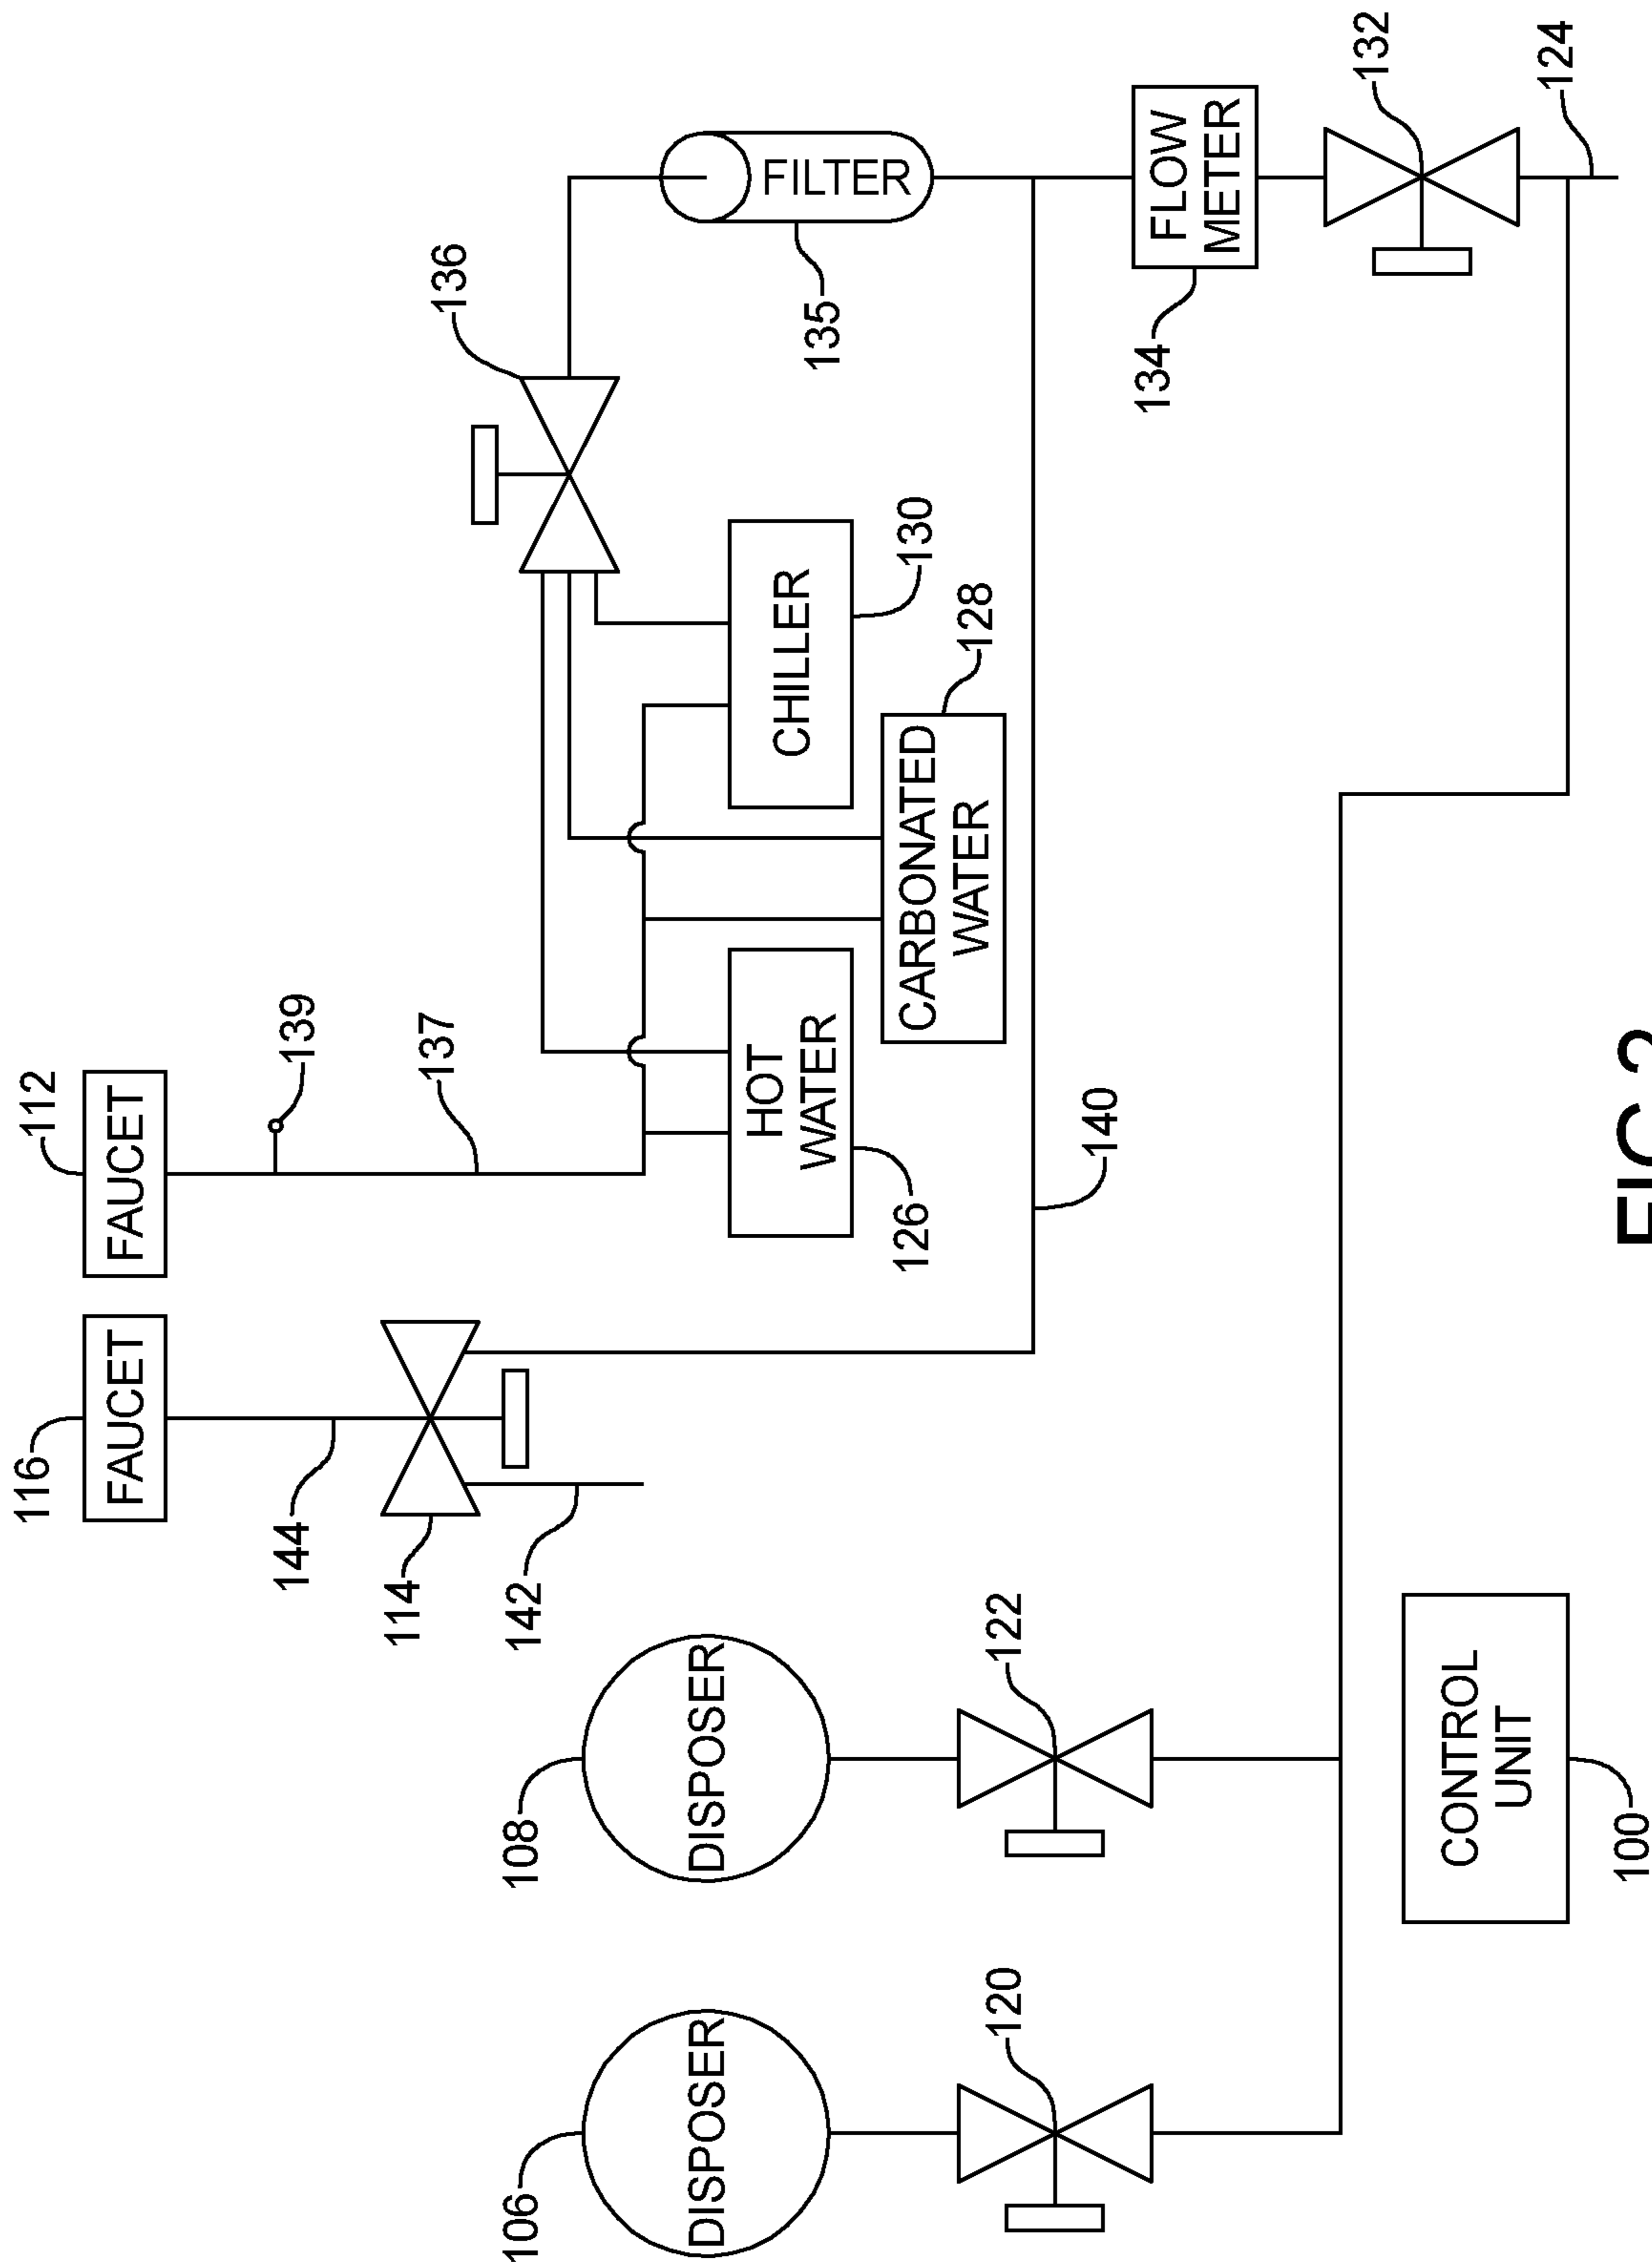 116
112
FAUCET
FAUCET
144
139
114
137
136
106
108
142
DISPOSER
DISPOSER
HOT
WATER
CHILLER
FILTER
135
126
130
CARBONATED
WATER
128
120
122
140
134
FLOW
METER
132
CONTROL
UNIT
124
100
FIG